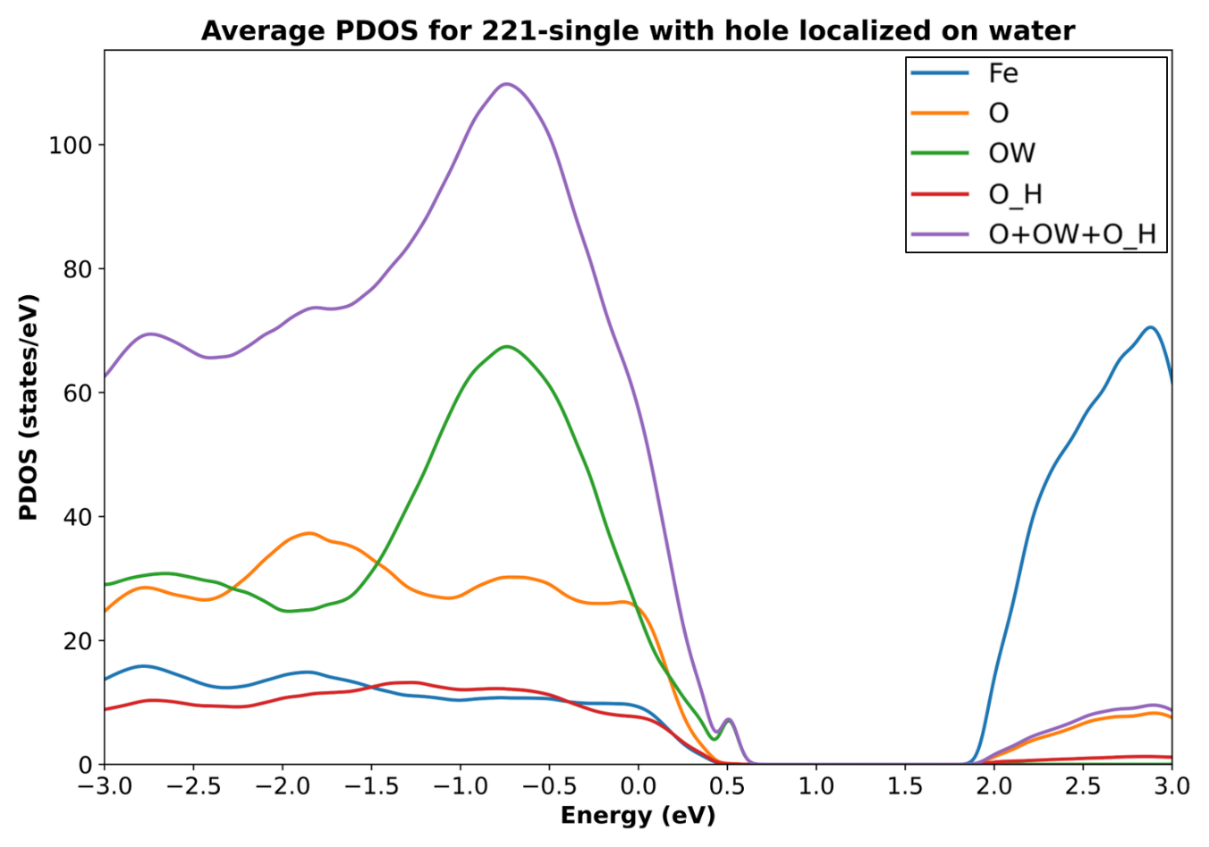 Average PDOS for 221-single with hole localized on water
Fe
O
OW
O_H
O+OW+O_H
PDOS (states/eV)
100
80
60
40
20
0
−3.0 −2.5 −2.0 −1.5 −1.0 −0.5 0.0 0.5 1.0 1.5 2.0 2.5 3.0
Energy (eV)